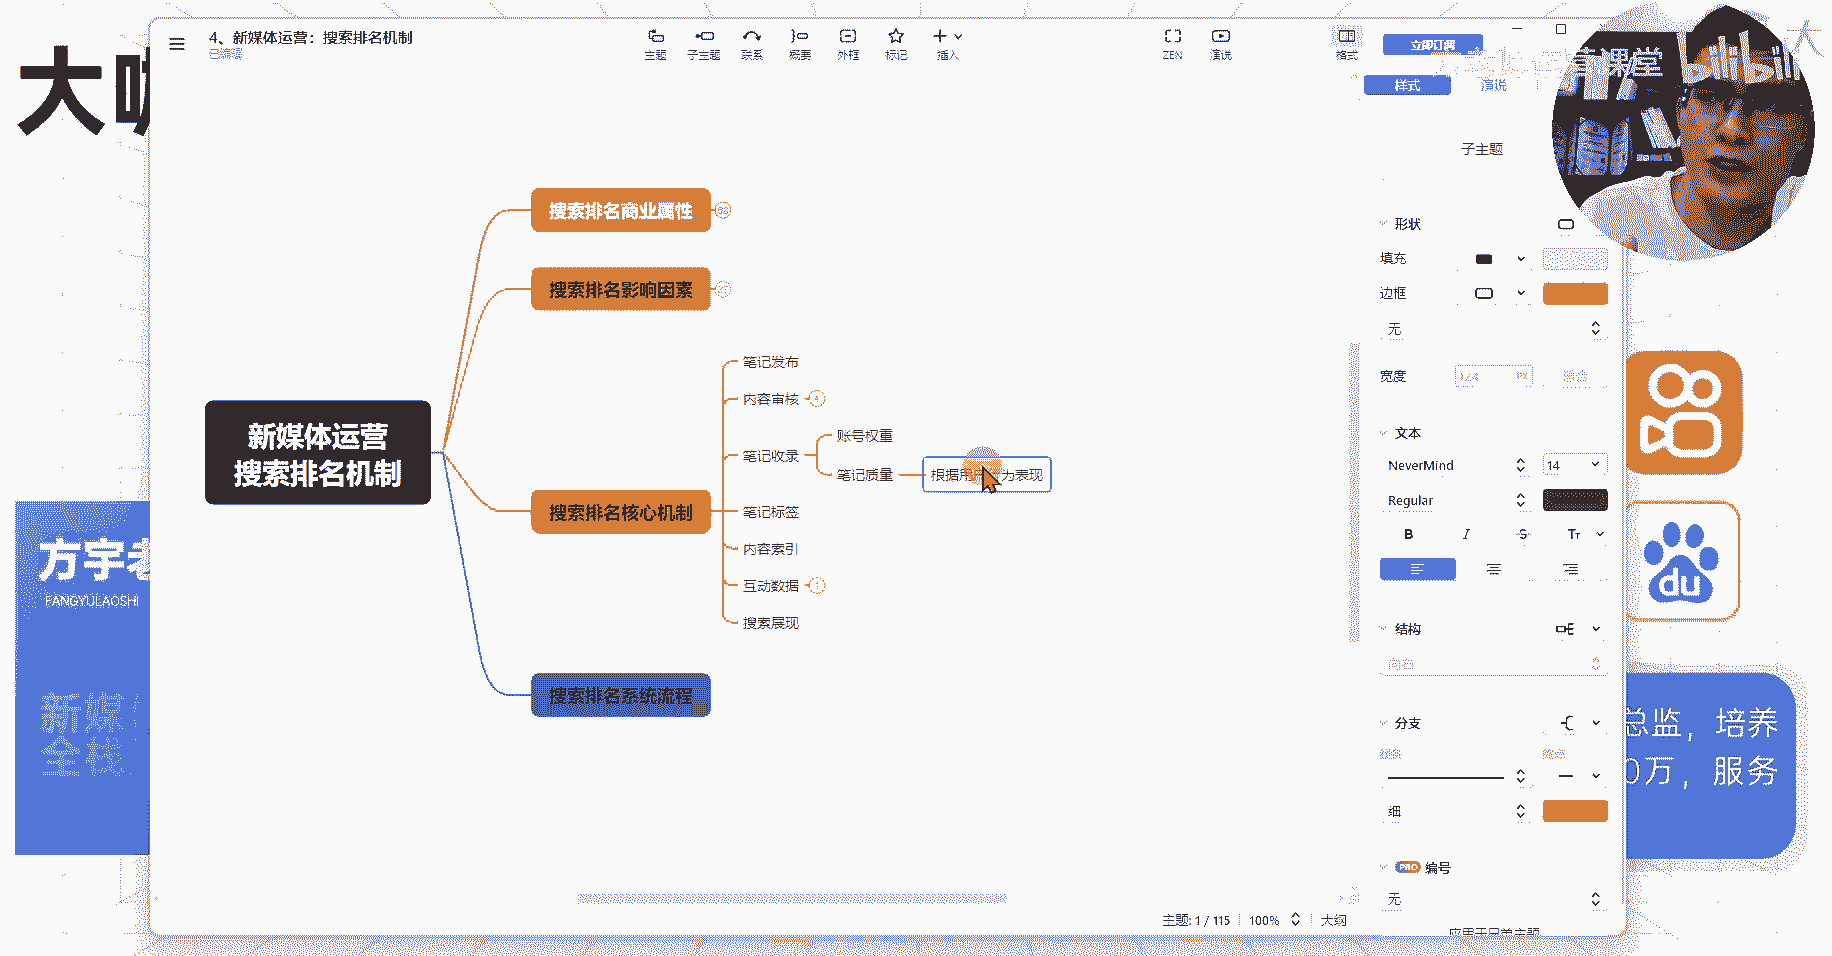 4、新媒体运营：搜索排名机制
已编辑
主题
子主题
联系
概要
外框
标记
插入
ZEN
演说
格式
立即订阅
课堂
bilibili
样式
演说
大
子主题
搜索排名商业属性
形状
填充
搜索排名影响因素
边框
无
笔记发布
宽度
内容审核
4
新媒体运营
搜索排名机制
账号权重
文本
笔记收录
NeverMind
14
笔记质量
根据用
为表现
Regular
搜索排名核心机制
笔记标签
B I S Tт
方宇
内容索引
du
互动数据
FANGYULAOSHI
搜索展现
结构
搜索排名系统流程
新媒
全栈
分支
总监，培养
0万，服务
细
PRO 编号
无
主题: 1 / 115
100%
大纲
应用于兄弟主题